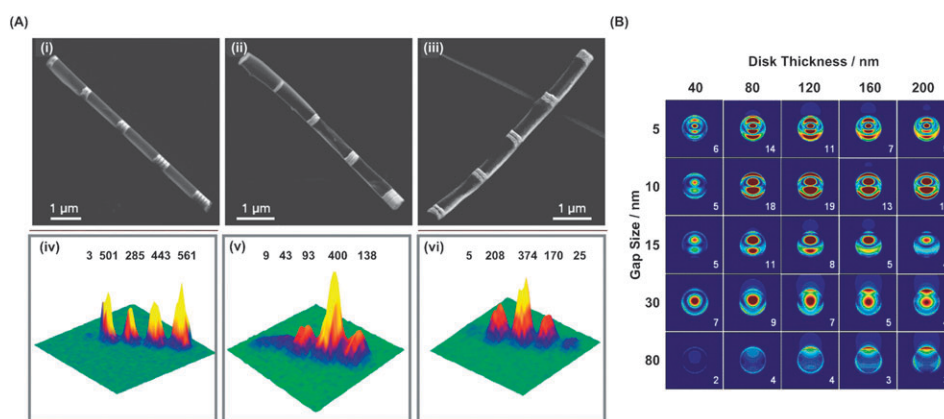 (A)
(i)
(ii)
(iii)
1 µm
1 µm
1 µm
(iv)
3 501 285 443 561
(v)
9 43 93 400 138
(vi)
5 208 374 170 25
(B)
Disk Thickness / nm
40 80 120 160 200
Gap Size / nm
5
6 14 11 7
10
5 18 19 13
15
5 11 8 5
30
7 9 7 5
80
2 4 4 3